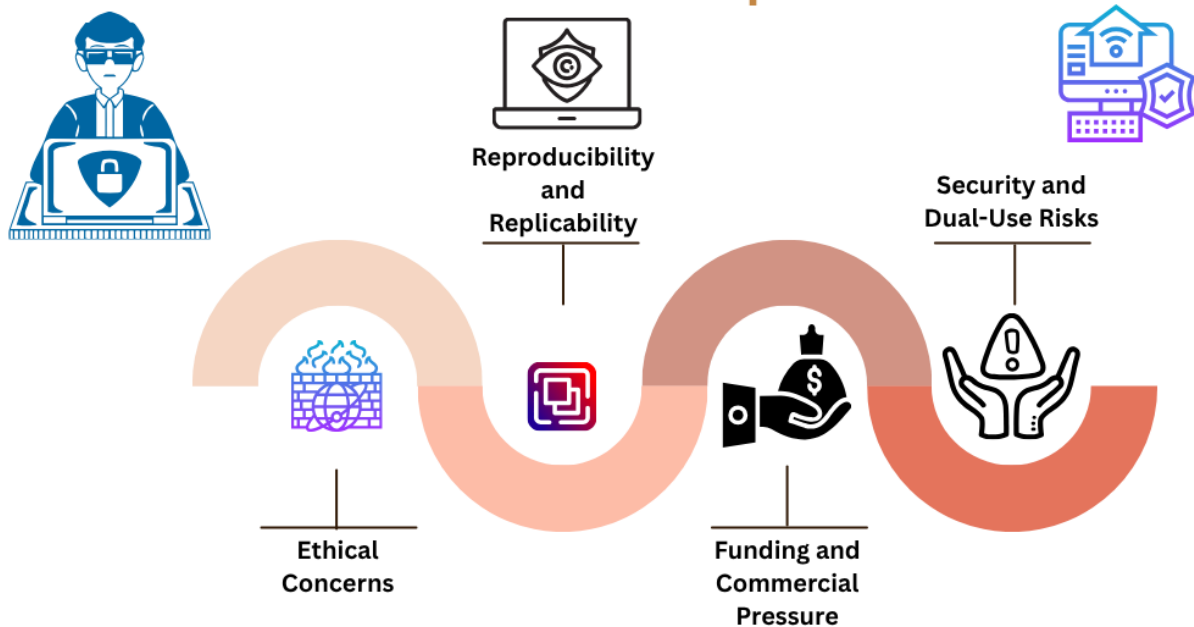 Reproducibility
and
Replicability
Security and
Dual-Use Risks
Ethical
Concerns
Funding and
Commercial
Pressure